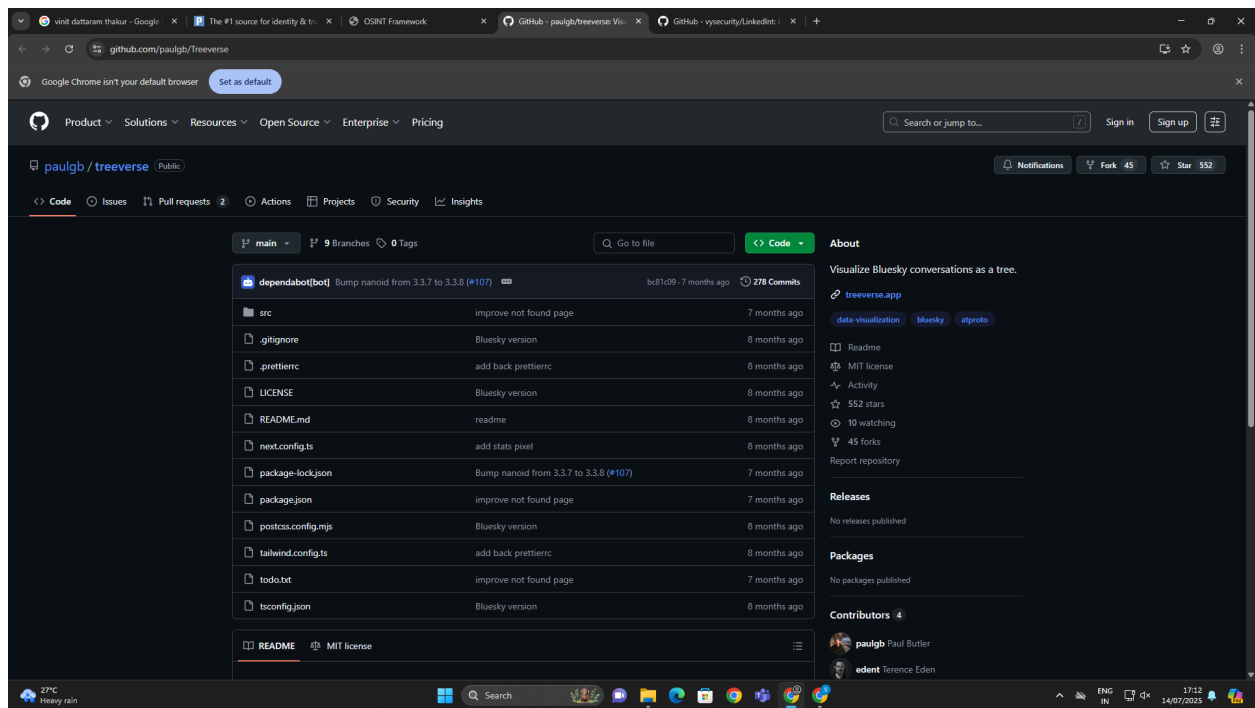 vinit dattaram thakur - Google
The #1 source for identity & tru
OSINT Framework
GitHub - paulgb/treeverse: Visu
GitHub - vysecurity/LinkedInt: L
github.com/paulgb/Treeverse
Google Chrome isn't your default browser
Set as default
Product Solutions Resources Open Source Enterprise Pricing
Search or jump to... /
Sign in
Sign up
paulgb / treeverse Public
Notifications
Fork 45
Star 552
Code Issues Pull requests 2 Actions Projects Security Insights
main 9 Branches 0 Tags
Go to file
Code
dependabot[bot] Bump nanoid from 3.3.7 to 3.3.8 (#107) bc81c09 · 7 months ago 278 Commits
src improve not found page 7 months ago
.gitignore Bluesky version 8 months ago
.prettierrc add back prettierrc 8 months ago
LICENSE Bluesky version 8 months ago
README.md readme 8 months ago
next.config.ts add stats pixel 8 months ago
package-lock.json Bump nanoid from 3.3.7 to 3.3.8 (#107) 7 months ago
package.json improve not found page 7 months ago
postcss.config.mjs Bluesky version 8 months ago
tailwind.config.ts add back prettierrc 8 months ago
todo.txt improve not found page 7 months ago
tsconfig.json Bluesky version 8 months ago
README MIT license
About
Visualize Bluesky conversations as a tree.
treeverse.app
data-visualization bluesky atproto
Readme
MIT license
Activity
552 stars
10 watching
45 forks
Report repository
Releases
No releases published
Packages
No packages published
Contributors 4
paulgb Paul Butler
edent Terence Eden
27°C
Heavy rain
Search
ENG
IN
17:12
14/07/2025